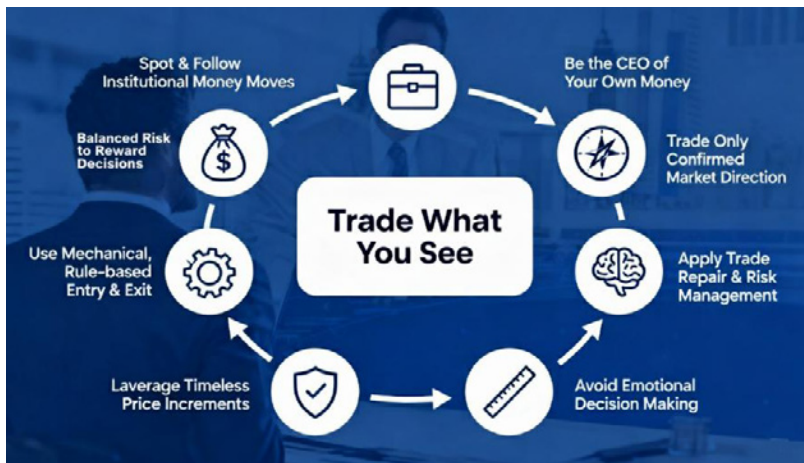 Spot & Follow
Institutional Money Moves
Be the CEO of
Your Own Money
Balanced Risk
to Reward
Decisions
$
Trade Only
Confirmed
Market Direction
Trade What
You See
Use Mechanical,
Rule-based
Entry & Exit
Apply Trade
Repair & Risk
Management
Laverage Timeless
Price Increments
Avoid Emotional
Decision Making